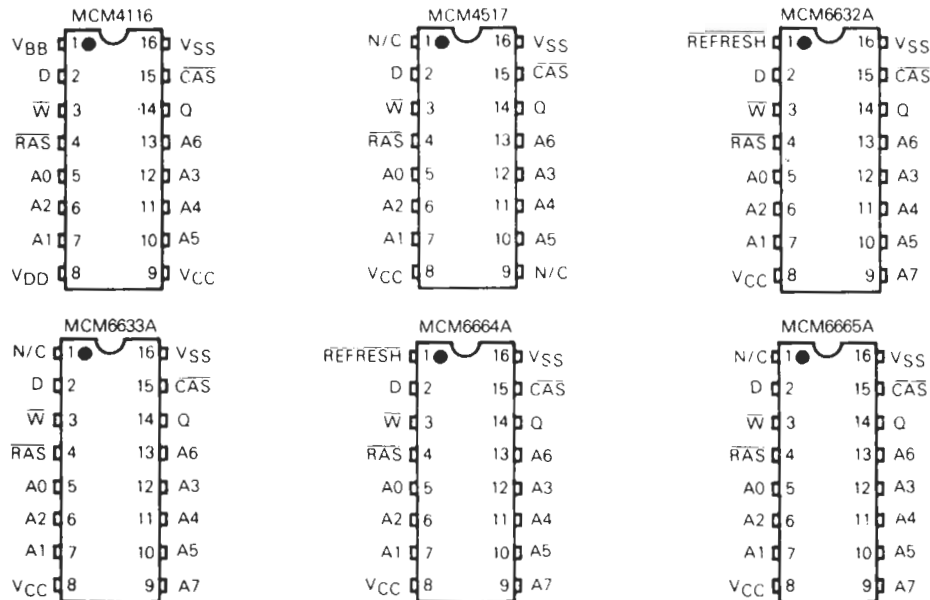 MCM4116 MCM4517 MCM6632A
VBB 1 16 VSS N/C 1 16 VSS REFRESH 1 16 VSS
D 2 15 CAS D 2 15 CAS D 2 15 CAS
W 3 14 Q W 3 14 Q W 3 14 Q
RAS 4 13 A6 RAS 4 13 A6 RAS 4 13 A6
A0 5 12 A3 A0 5 12 A3 A0 5 12 A3
A2 6 11 A4 A2 6 11 A4 A2 6 11 A4
A1 7 10 A5 A1 7 10 A5 A1 7 10 A5
VDD 8 9 VCC VCC 8 9 N/C VCC 8 9 A7
MCM6633A MCM6664A MCM6665A
N/C 1 16 VSS REFRESH 1 16 VSS N/C 1 16 VSS
D 2 15 CAS D 2 15 CAS D 2 15 CAS
W 3 14 Q W 3 14 Q W 3 14 Q
RAS 4 13 A6 RAS 4 13 A6 RAS 4 13 A6
A0 5 12 A3 A0 5 12 A3 A0 5 12 A3
A2 6 11 A4 A2 6 11 A4 A2 6 11 A4
A1 7 10 A5 A1 7 10 A5 A1 7 10 A5
VCC 8 9 A7 VCC 8 9 A7 VCC 8 9 A7